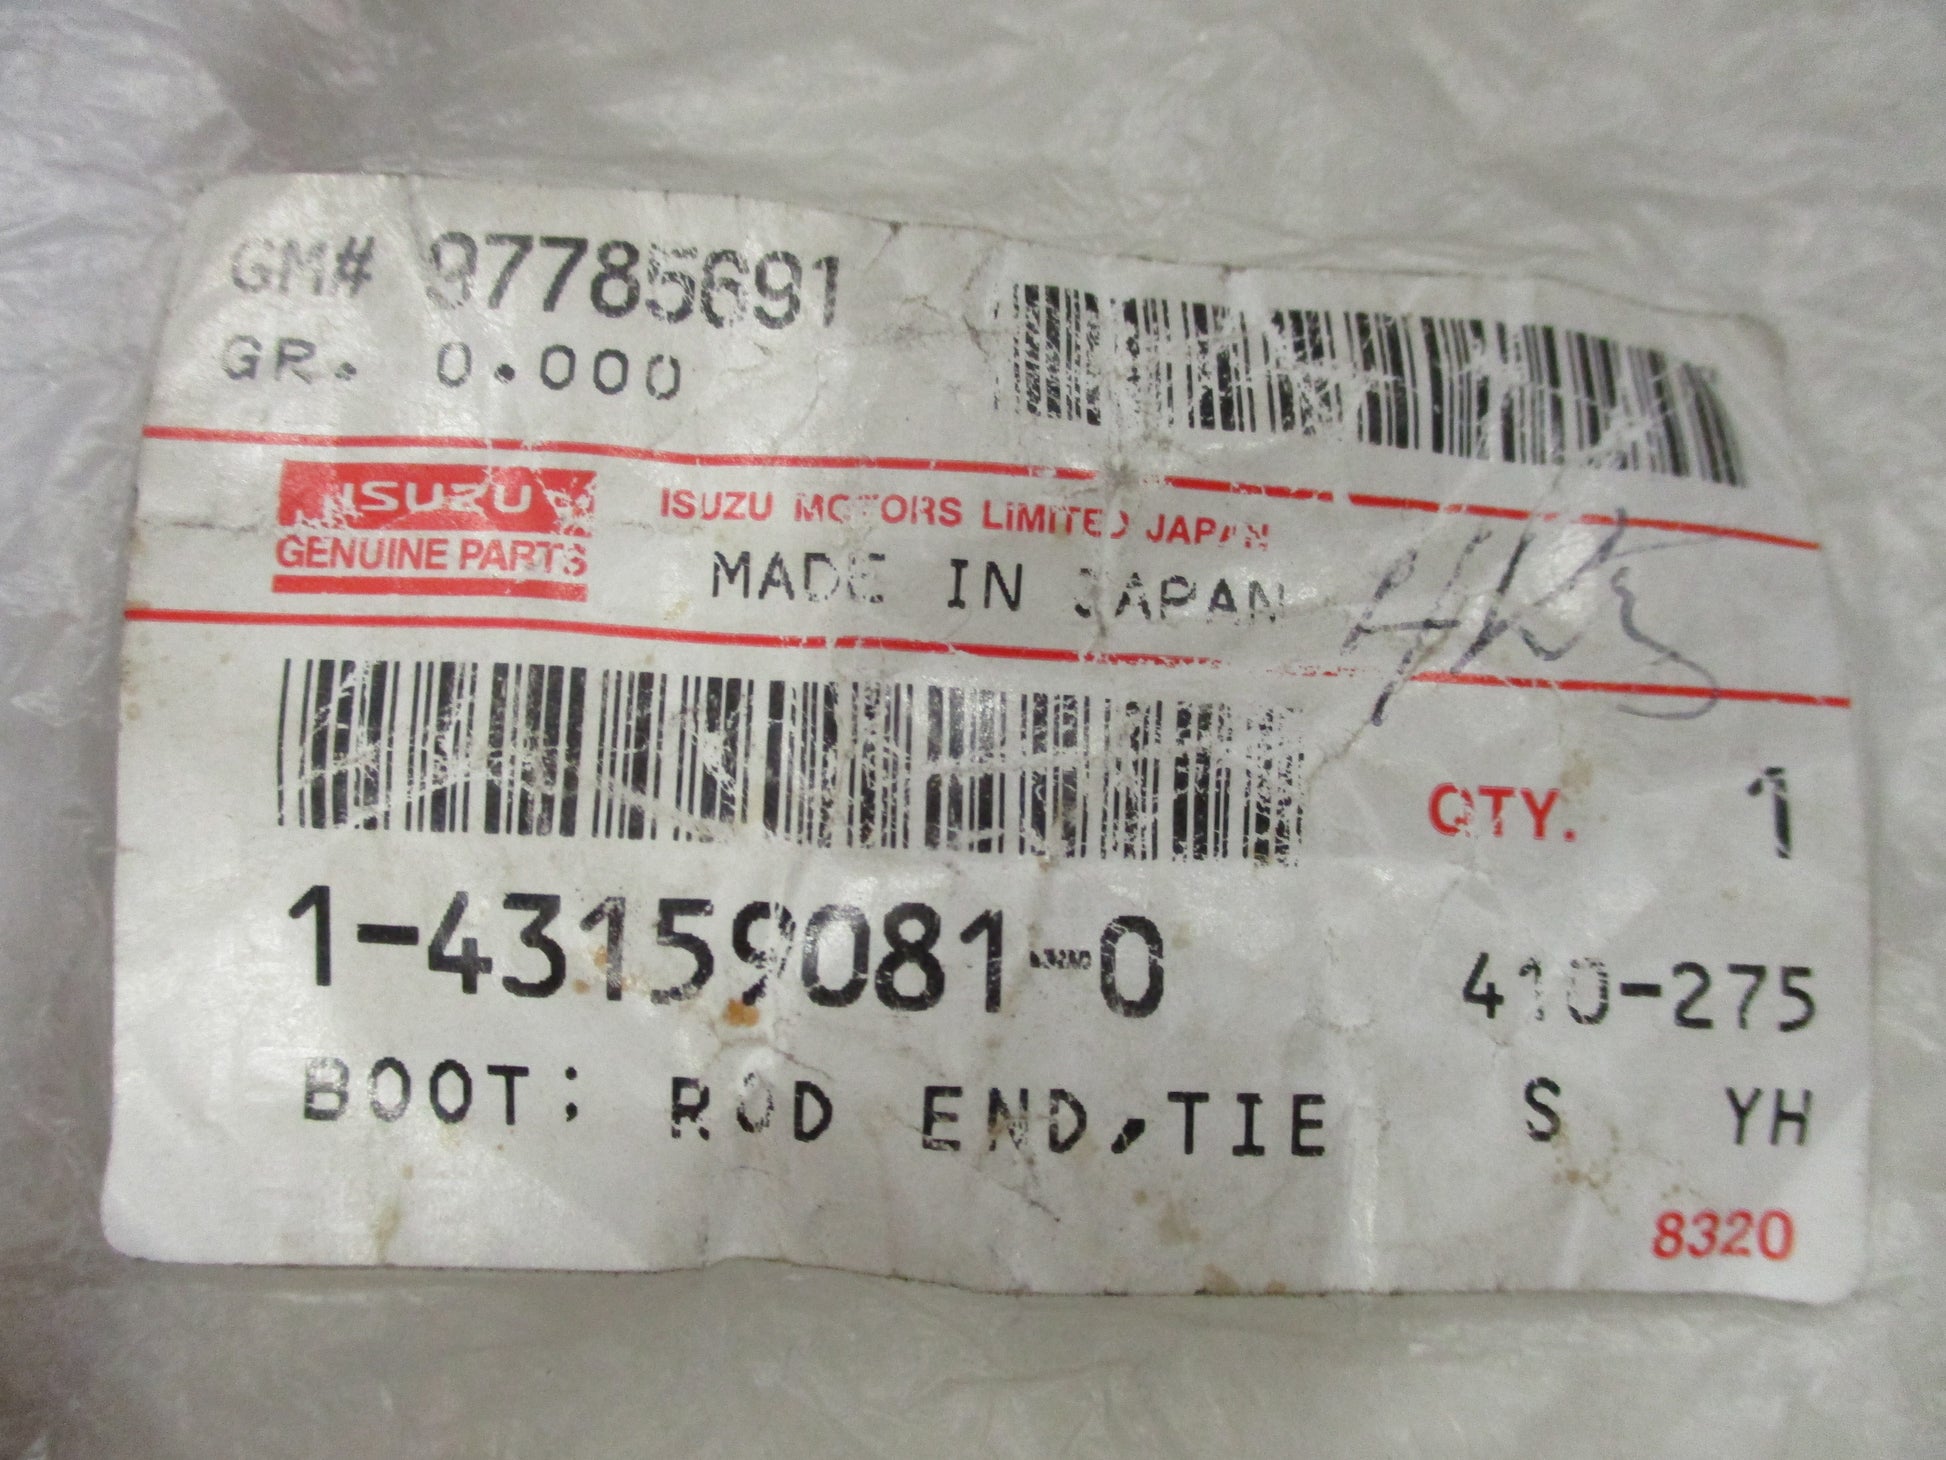 GM# 97785691
GR. 0.000
ISUZU
GENUINE PARTS
ISUZU MOTORS LIMITED JAPAN
MADE IN JAPAN
QTY. 1
1-43159081-0
410-275
BOOT; ROD END,TIE S YH
8320